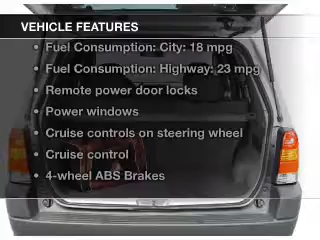 VEHICLE FEATURES
• Fuel Consumption: City: 18 mpg
• Fuel Consumption: Highway: 23 mpg
• Remote power door locks
• Power windows
• Cruise controls on steering wheel
• Cruise control
• 4-wheel ABS Brakes